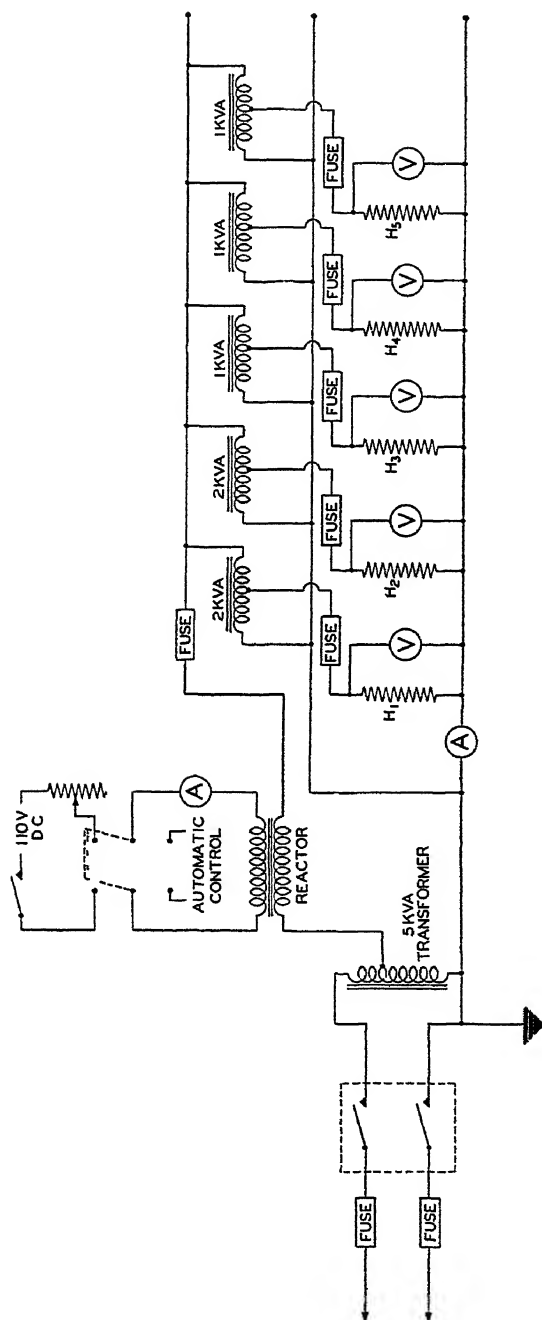 110V
DC
A
AUTOMATIC
CONTROL
REACTOR
FUSE
2KVA
2KVA
1KVA
1KVA
1KVA
FUSE
FUSE
FUSE
FUSE
FUSE
H1
V
H2
V
H3
V
H4
V
H5
V
A
5KVA
TRANSFORMER
FUSE
FUSE